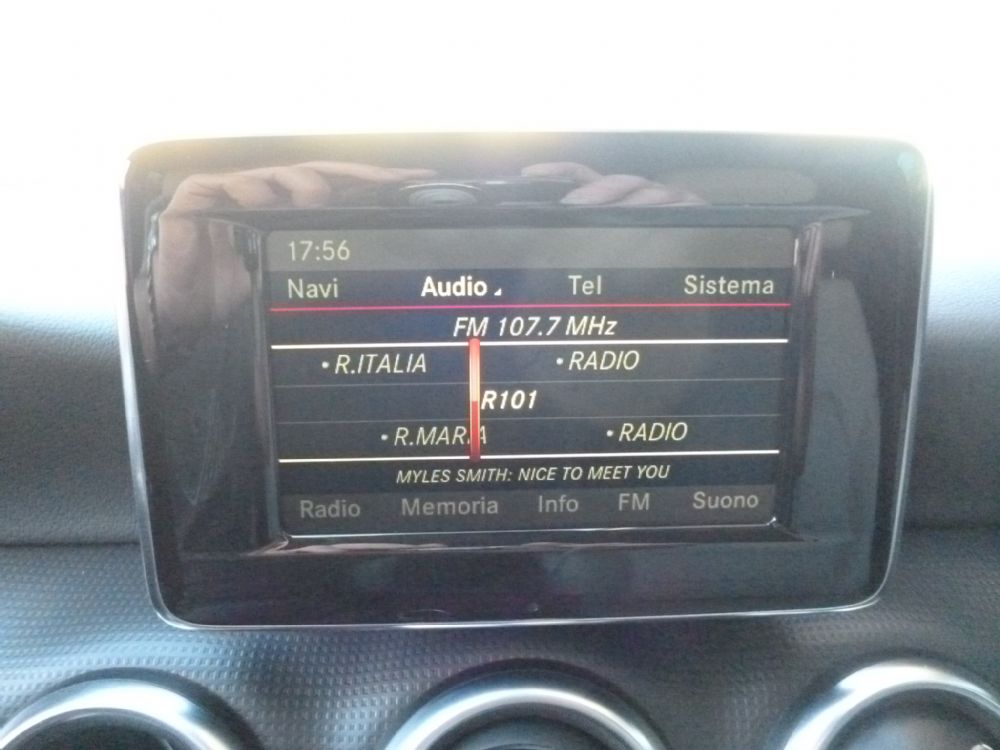 17:56
Navi Audio Tel Sistema
FM 107.7 MHz
• R.ITALIA • RADIO
R101
• R.MARIA • RADIO
MYLES SMITH: NICE TO MEET YOU
Radio Memoria Info FM Suono